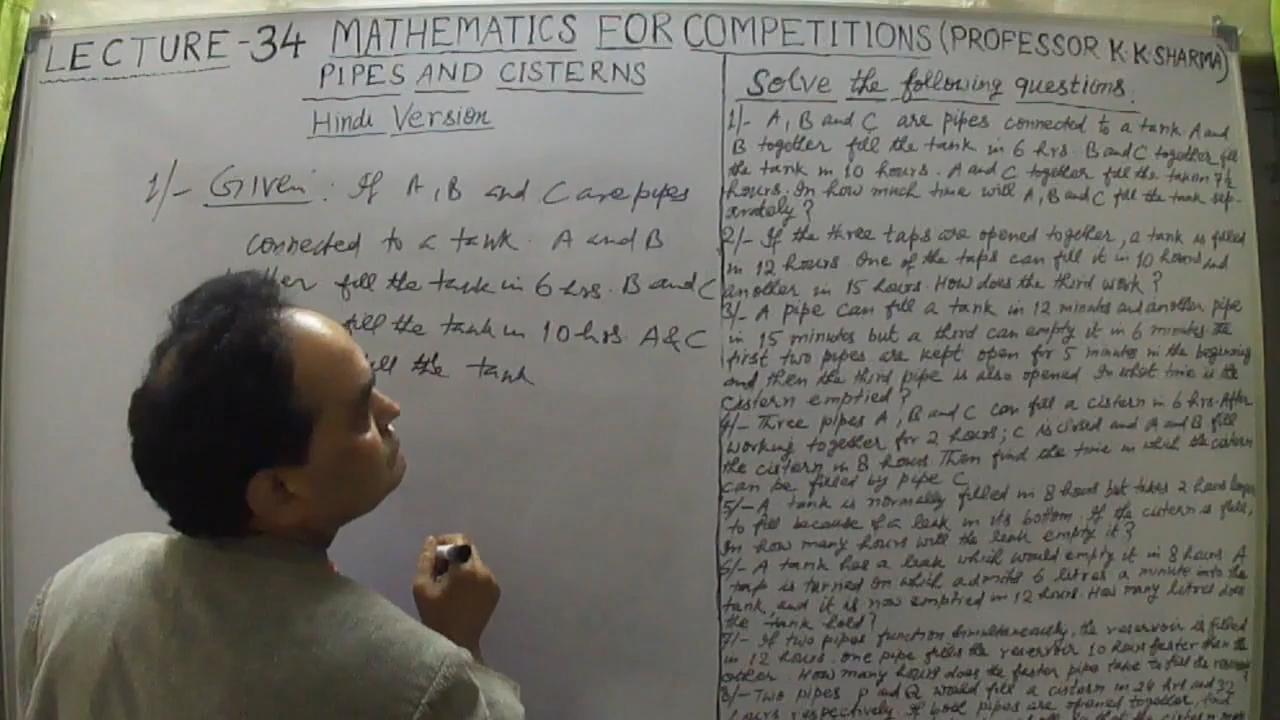 LECTURE-34 MATHEMATICS FOR COMPETITIONS (PROFESSOR K.K.SHARMA)
PIPES AND CISTERNS
Hindi Version
1/- Given: If A, B and C are pipes
connected to a tank. A and B
fill the tank in 6 hrs. B and C
fill the tank in 10 hrs. A & C
the tank
Solve the following questions.
1/- A, B and C are pipes connected to a tank. A and
B together fill the tank in 6 hrs. B and C together fill
the tank in 10 hours. A and C together fill the tank in 7½
hours. In how much time will A, B and C fill the tank sep-
arately?
2/- If the three taps are opened together, a tank is filled
in 12 hours. One of the taps can fill it in 10 hours and
another in 15 hours. How does the third work?
3/- A pipe can fill a tank in 12 minutes and another pipe
in 15 minutes but a third can empty it in 6 minutes. The
first two pipes are kept open for 5 minutes in the beginning
and then the third pipe is also opened. In what time is the
cistern emptied?
4/- Three pipes A, B and C can fill a cistern in 6 hrs. After
working together for 2 hours; C is closed and A and B fill
the cistern in 8 hours. Then find the time in which the cistern
can be filled by pipe C
5/- A tank is normally filled in 8 hours but takes 2 hours longer
to fill because of a leak in its bottom. If the cistern is full,
In how many hours will the leak empty it?
6/- A tank has a leak which would empty it in 8 hours. A
tap is turned on which admits 6 litres a minute into the
tank, and it is now emptied in 12 hours. How many litres does
the tank hold?
7/- If two pipes function simultaneously, the reservoir is filled
in 12 hours. One pipe fills the reservoir 10 hours faster than the
other. How many hours does the faster pipe take to fill the
8/- Two pipes P and Q would fill a cistern in 24 hrs and 32
hours respectively. If both pipes are opened together, find